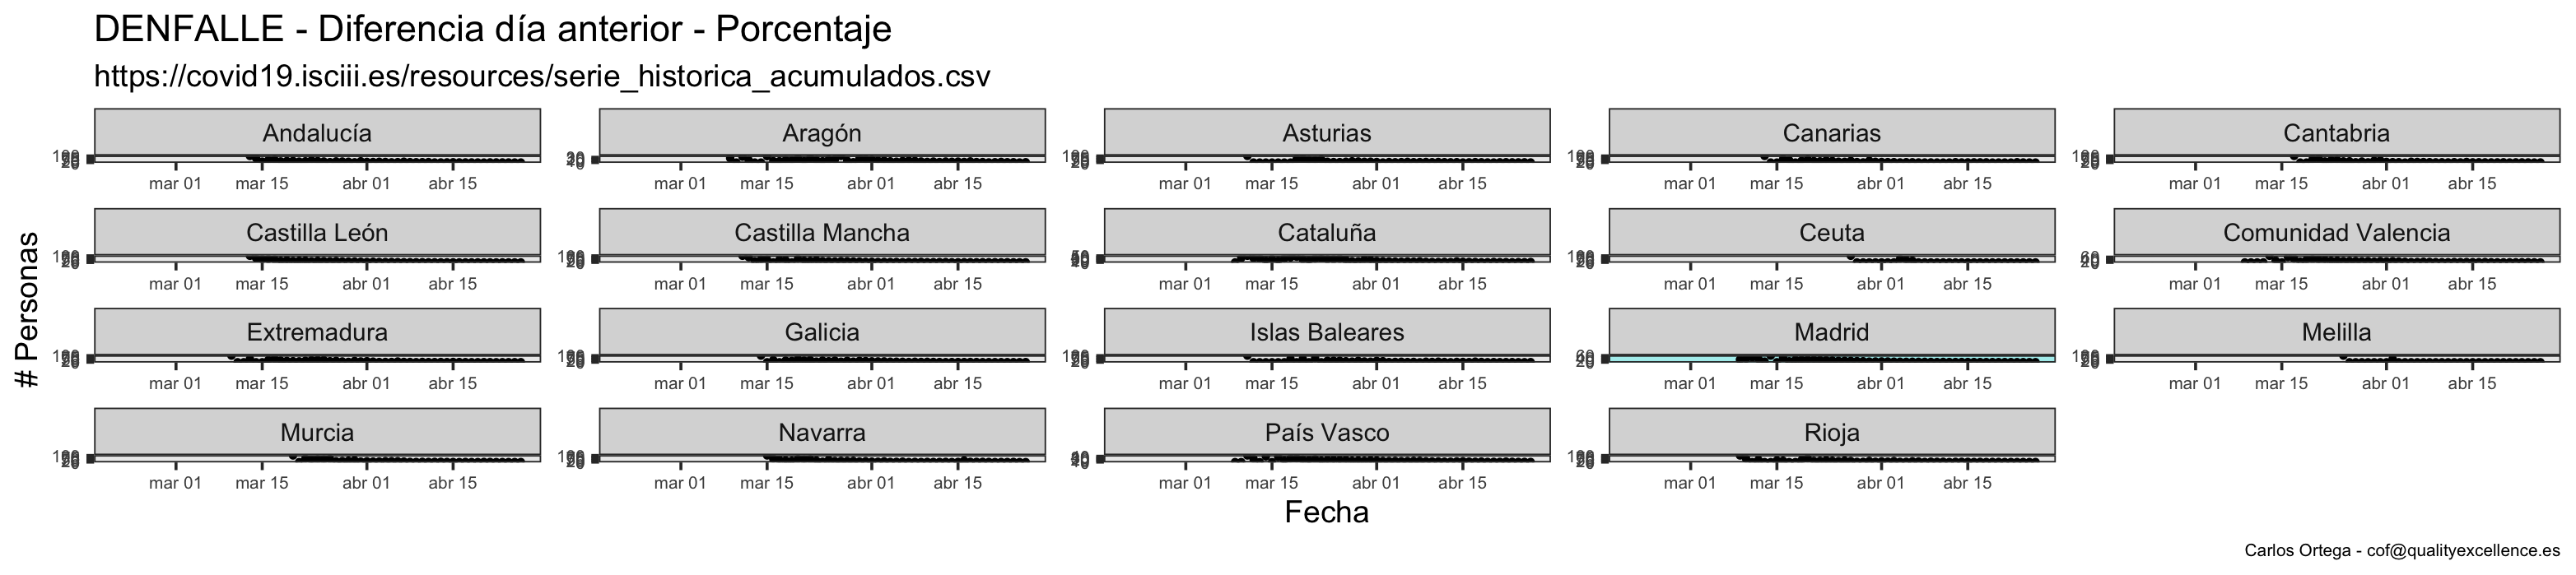 DENFALLE - Diferencia día anterior - Porcentaje
https://covid19.isciii.es/resources/serie_historica_acumulados.csv
Andalucía Aragón Asturias Canarias Cantabria
mar 01 mar 15 abr 01 abr 15 mar 01 mar 15 abr 01 abr 15 mar 01 mar 15 abr 01 abr 15 mar 01 mar 15 abr 01 abr 15 mar 01 mar 15 abr 01 abr 15
Castilla León Castilla Mancha Cataluña Ceuta Comunidad Valencia
mar 01 mar 15 abr 01 abr 15 mar 01 mar 15 abr 01 abr 15 mar 01 mar 15 abr 01 abr 15 mar 01 mar 15 abr 01 abr 15 mar 01 mar 15 abr 01 abr 15
# Personas
Extremadura Galicia Islas Baleares Madrid Melilla
mar 01 mar 15 abr 01 abr 15 mar 01 mar 15 abr 01 abr 15 mar 01 mar 15 abr 01 abr 15 mar 01 mar 15 abr 01 abr 15 mar 01 mar 15 abr 01 abr 15
Murcia Navarra País Vasco Rioja
mar 01 mar 15 abr 01 abr 15 mar 01 mar 15 abr 01 abr 15 mar 01 mar 15 abr 01 abr 15 mar 01 mar 15 abr 01 abr 15
Fecha
Carlos Ortega - cof@qualityexcellence.es